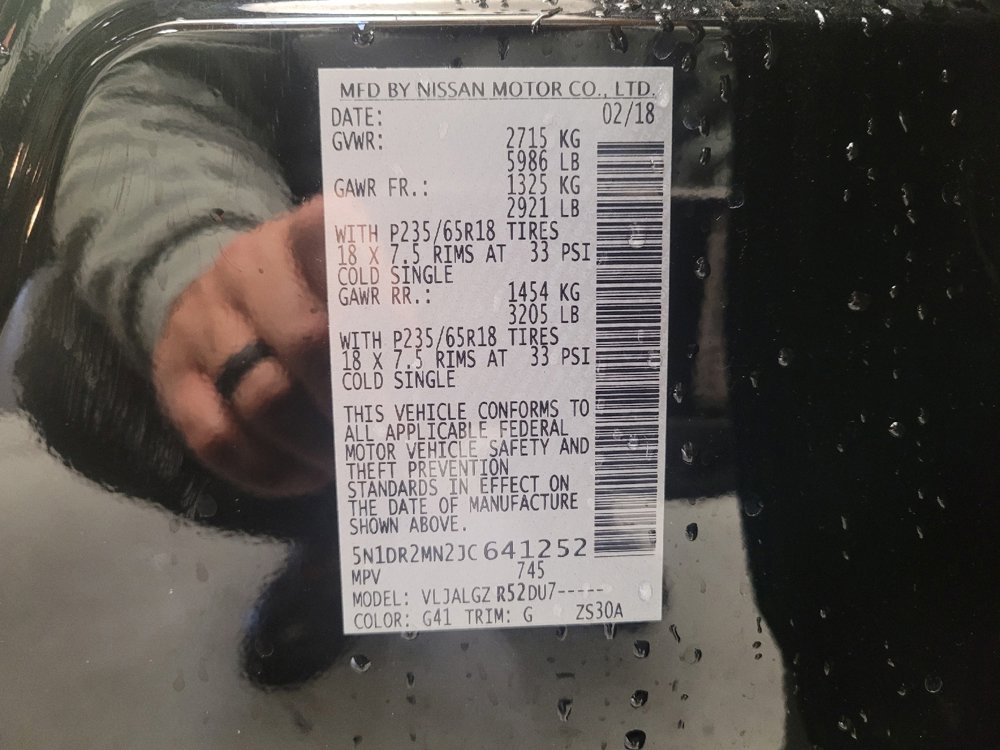 MFD BY NISSAN MOTOR CO., LTD.
DATE: 02/18
GVWR: 2715 KG
5986 LB
GAWR FR.: 1325 KG
2921 LB
WITH P235/65R18 TIRES
18 X 7.5 RIMS AT 33 PSI
COLD SINGLE
GAWR RR.: 1454 KG
3205 LB
WITH P235/65R18 TIRES
18 X 7.5 RIMS AT 33 PSI
COLD SINGLE
THIS VEHICLE CONFORMS TO
ALL APPLICABLE FEDERAL
MOTOR VEHICLE SAFETY AND
THEFT PREVENTION
STANDARDS IN EFFECT ON
THE DATE OF MANUFACTURE
SHOWN ABOVE.
5N1DR2MN2JC641252
MPV 745
MODEL: VLJALGZ R52DU7-----
COLOR: G41 TRIM: G ZS30A